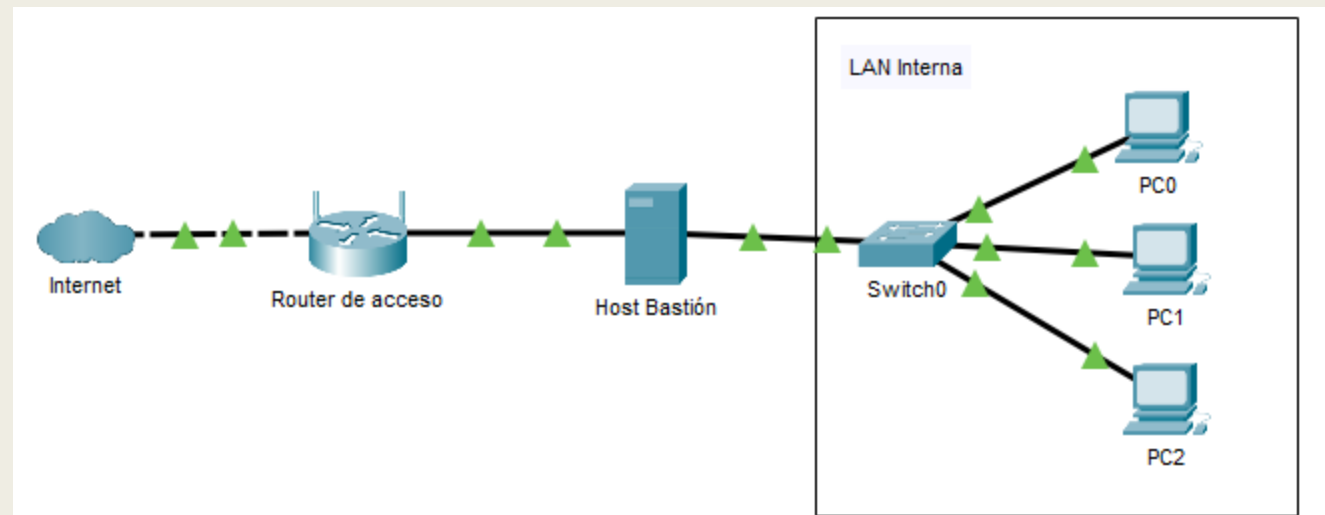 LAN Interna
PC0
Internet
Router de acceso
Host Bastión
Switch0
PC1
PC2